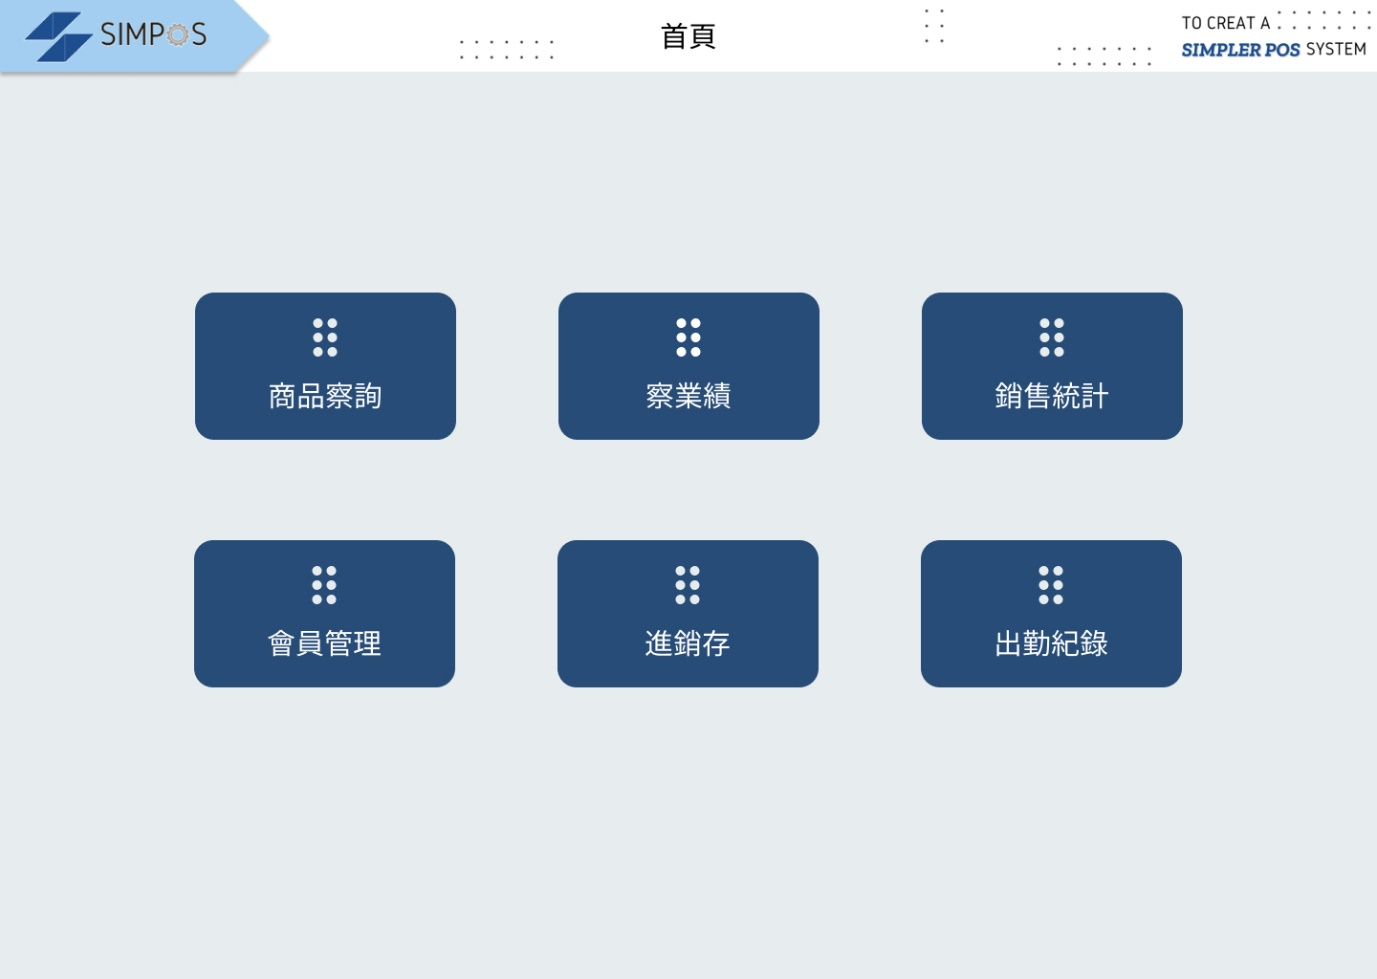 SIMPOS
首頁
TO CREAT A
SIMPLER POS SYSTEM
商品察詢
察業績
銷售統計
會員管理
進銷存
出勤紀錄